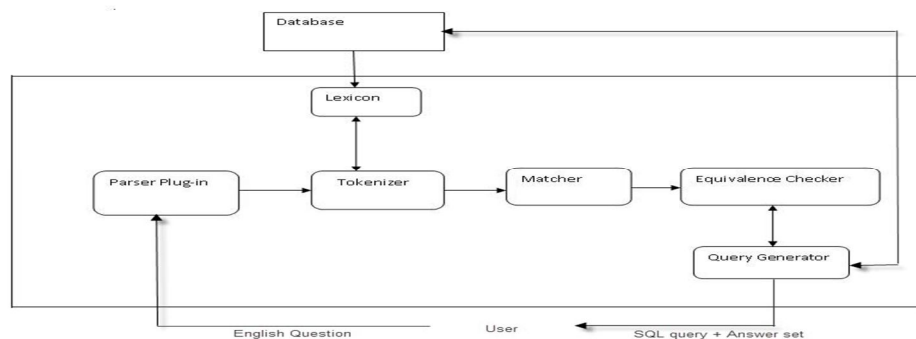 Database
Lexicon
Parser Plug-in
Tokenizer
Matcher
Equivalence Checker
Query Generator
English Question
User
SQL query + Answer set